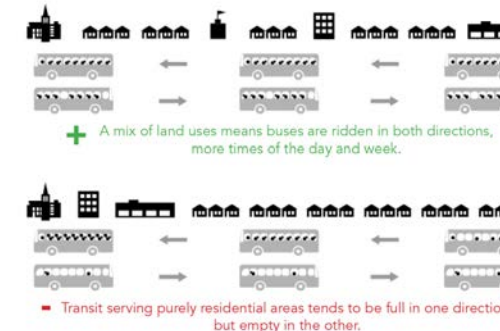 + A mix of land uses means buses are ridden in both directions,
more times of the day and week.
- Transit serving purely residential areas tends to be full in one directio
but empty in the other.